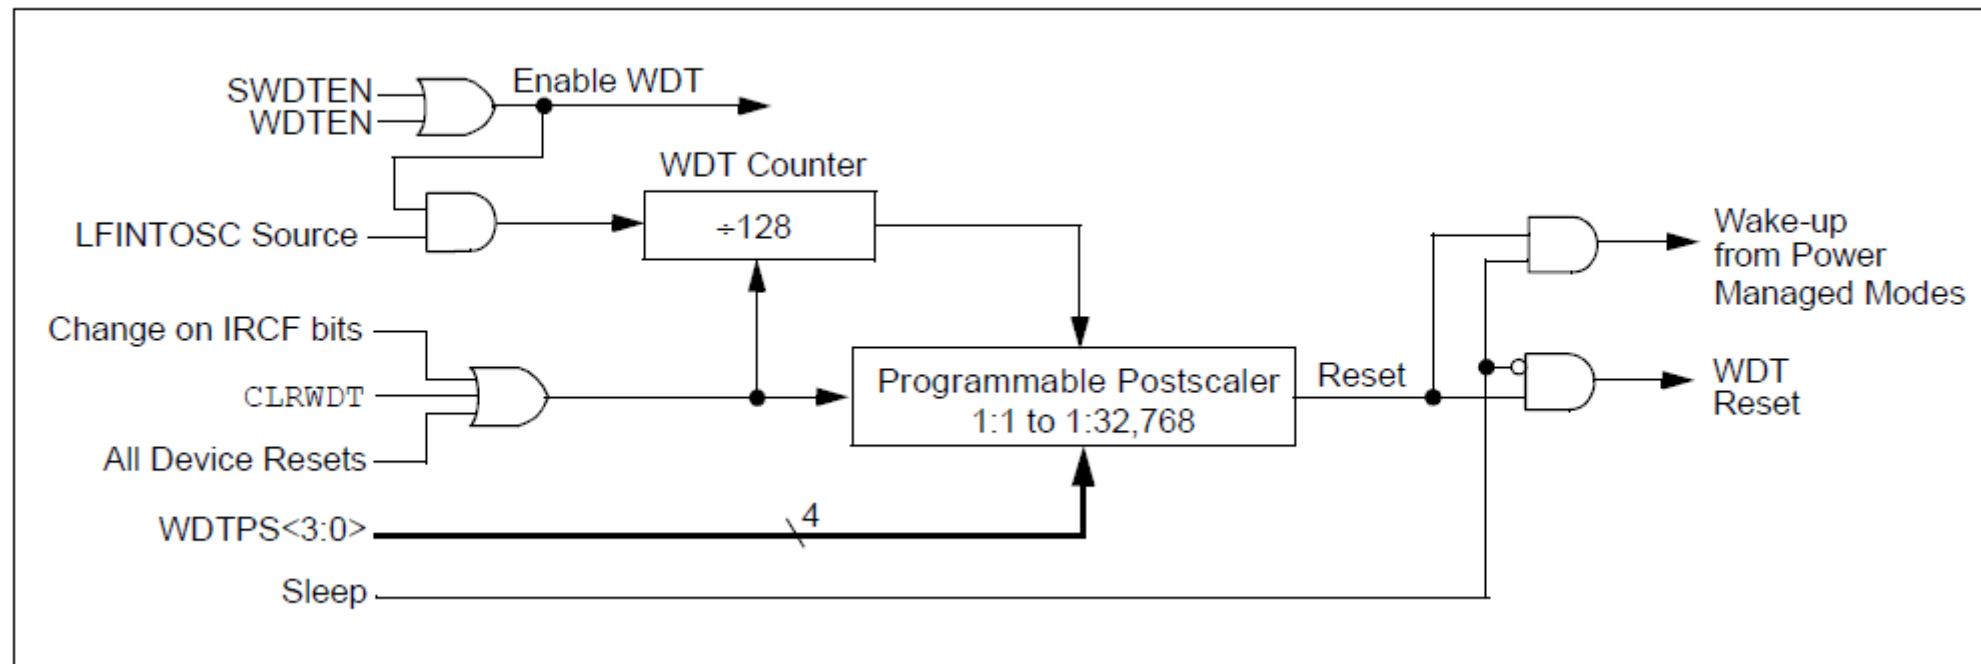 SWDTEN
WDTEN
Enable WDT
WDT Counter
÷128
LFINTOSC Source
Change on IRCF bits
CLRWDT
All Device Resets
WDTPS<3:0>
4
Sleep
Programmable Postscaler
1:1 to 1:32,768
Reset
Wake-up
from Power
Managed Modes
WDT
Reset